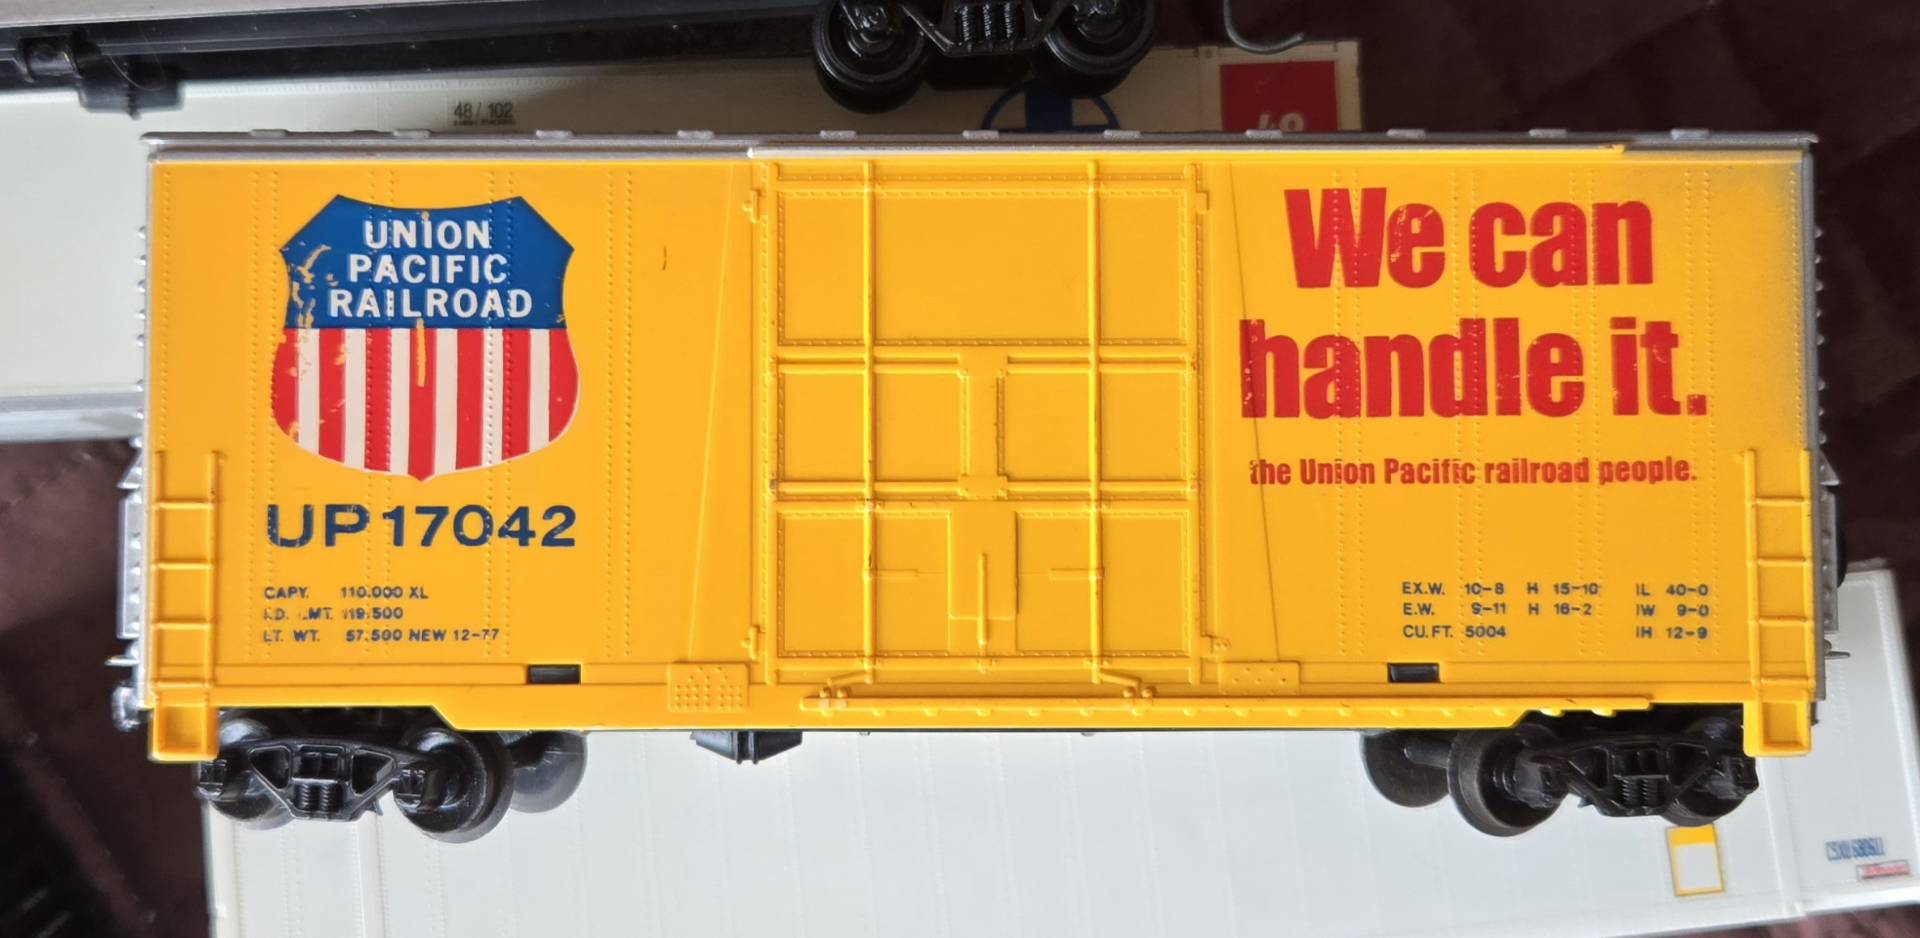 48/102
49
UNION
PACIFIC
RAILROAD
We can
handle it.
the Union Pacific railroad people.
UP 17042
CAPY. 110.000 XL
LD. LMT. 119.500
LT. WT. 57.500 NEW 12-77
EX.W. 10-8 H 15-10 IL 40-0
E.W. 9-11 H 16-2 IW 9-0
CU.FT. 5004 IH 12-9